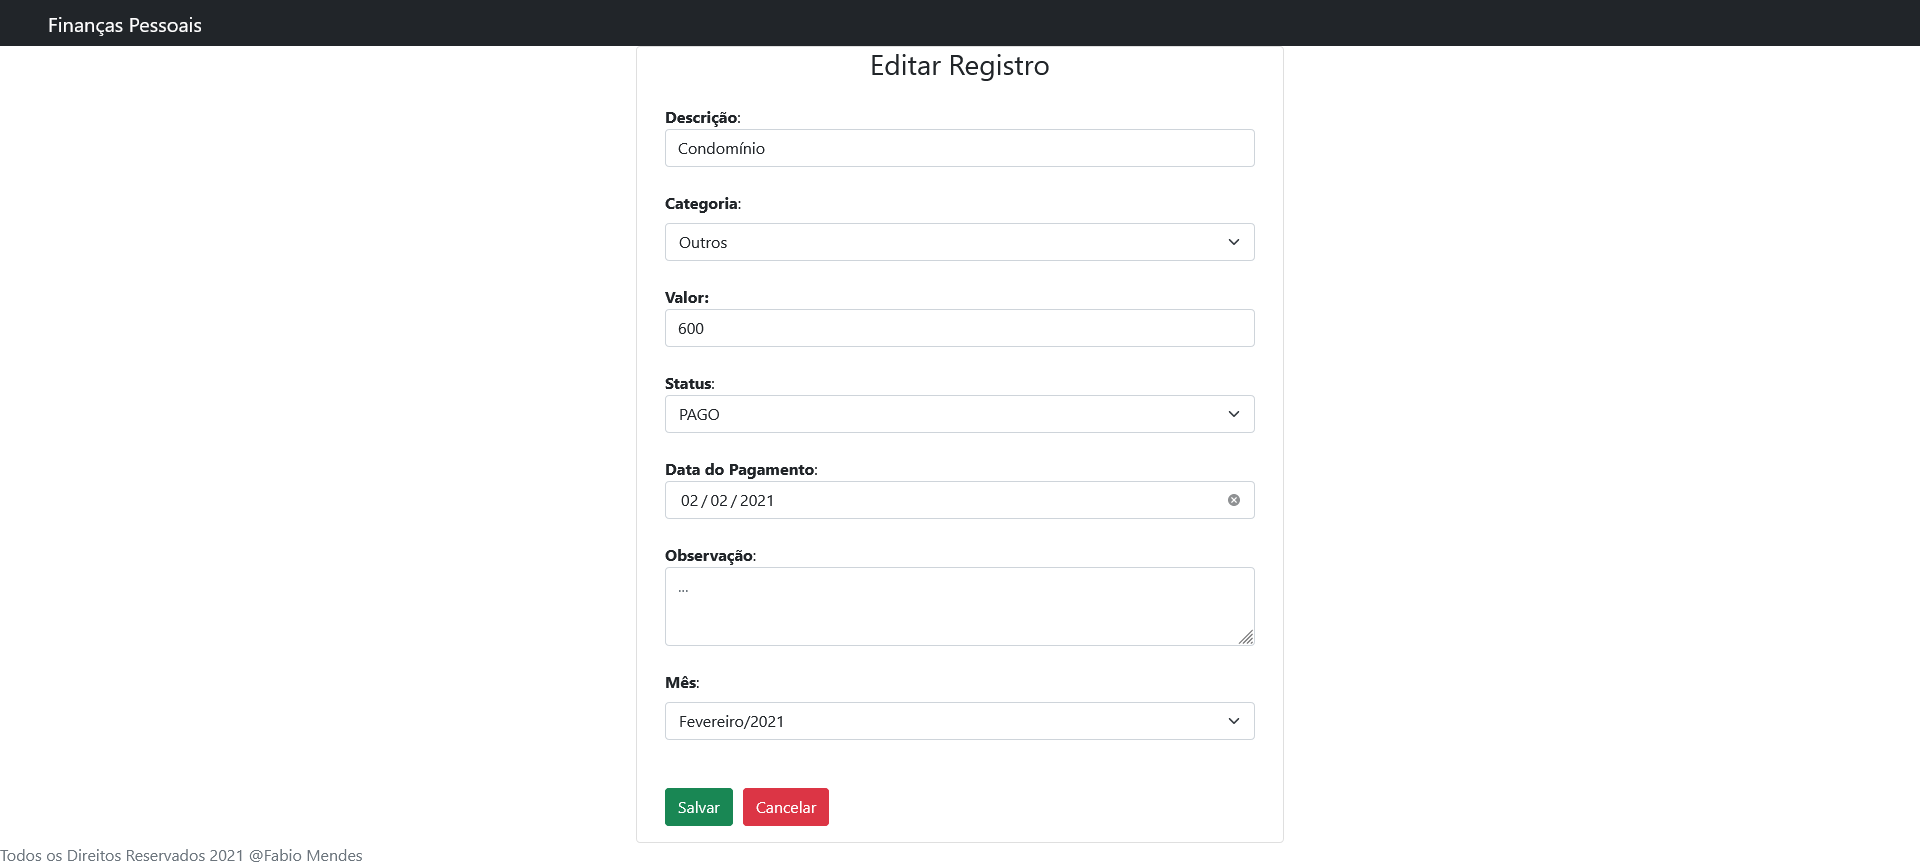 Finanças Pessoais
Editar Registro
Descrição:
Condomínio
Categoria:
Outros
Valor:
600
Status:
PAGO
Data do Pagamento:
02/02/2021
Observação:
...
Mês:
Fevereiro/2021
Salvar Cancelar
Todos os Direitos Reservados 2021 @Fabio Mendes